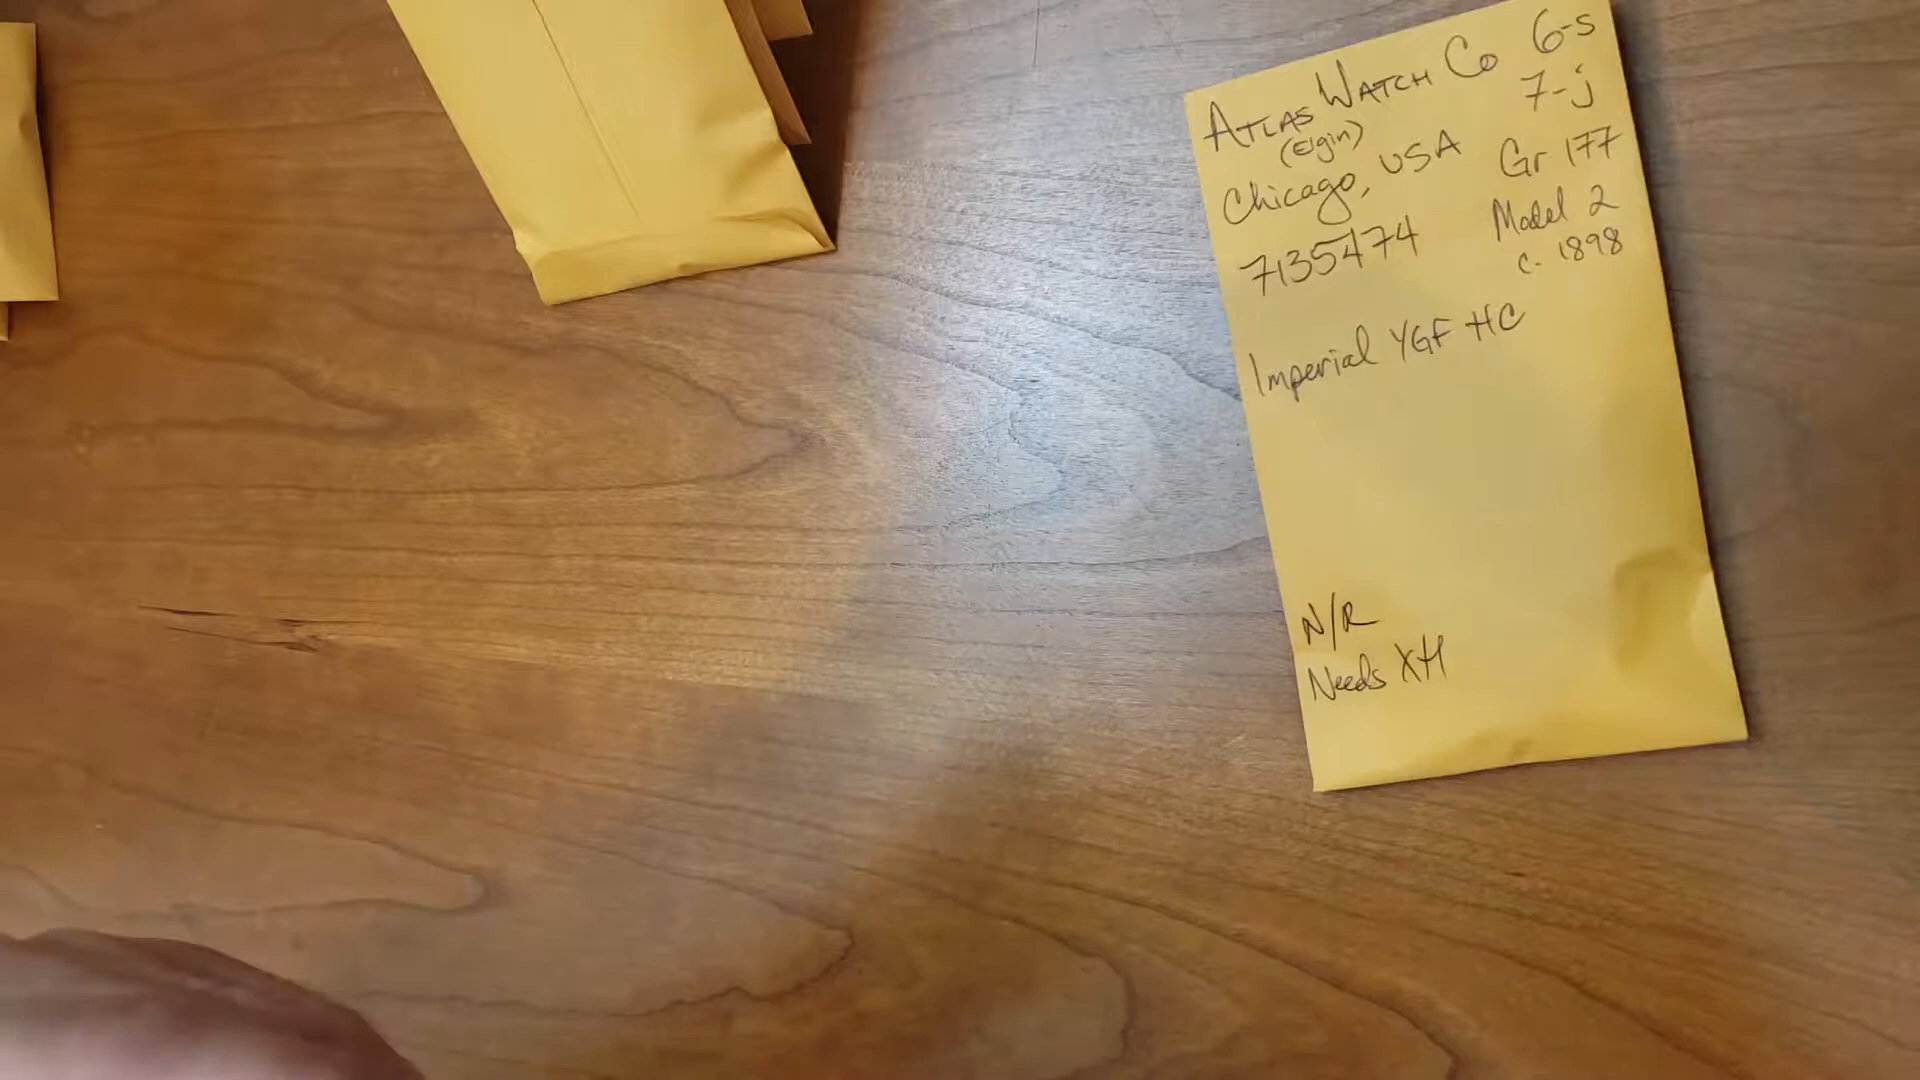 Atlas Watch Co 6-s
(Elgin) 7-j
Chicago, USA Gr 177
7135474 Model 2
c. 1898
Imperial YGF HC
N/R
Needs XH